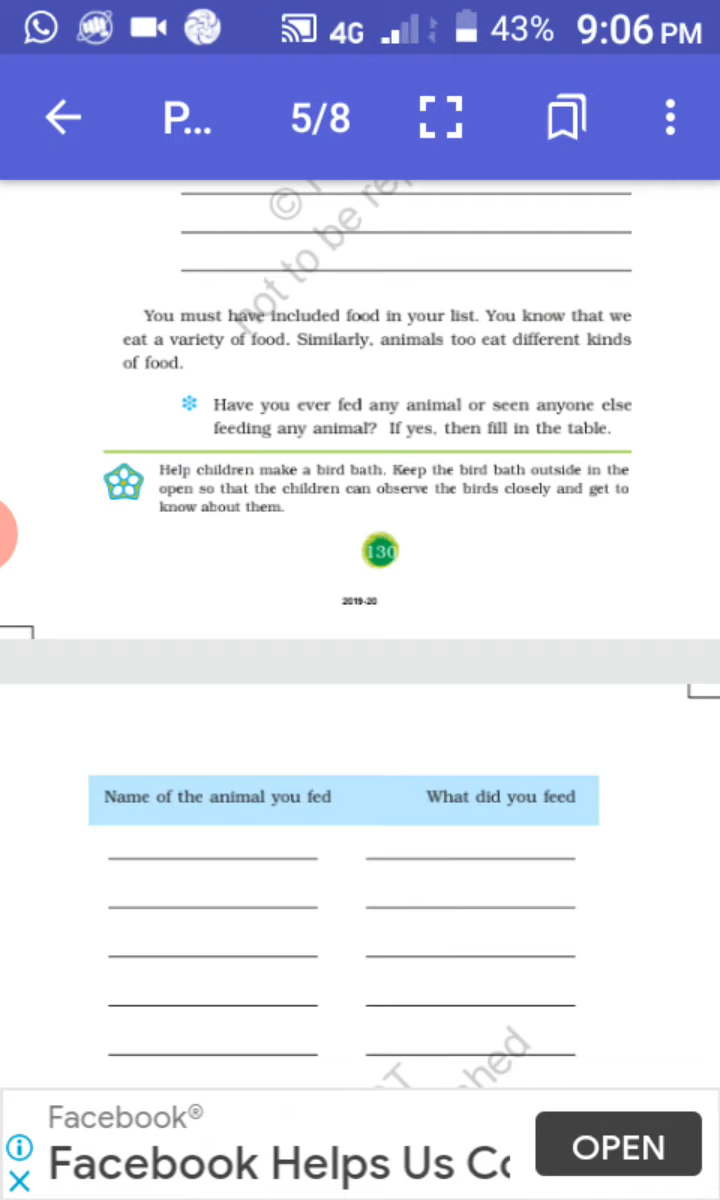 4G 43% 9:06 PM
P... 5/8
©
not to be re
You must have included food in your list. You know that we
eat a variety of food. Similarly, animals too eat different kinds
of food.
Have you ever fed any animal or seen anyone else
feeding any animal? If yes, then fill in the table.
Help children make a bird bath. Keep the bird bath outside in the
open so that the children can observe the birds closely and get to
know about them.
130
2019-20
Name of the animal you fed What did you feed
hed
Facebook®
Facebook Helps Us Co
OPEN